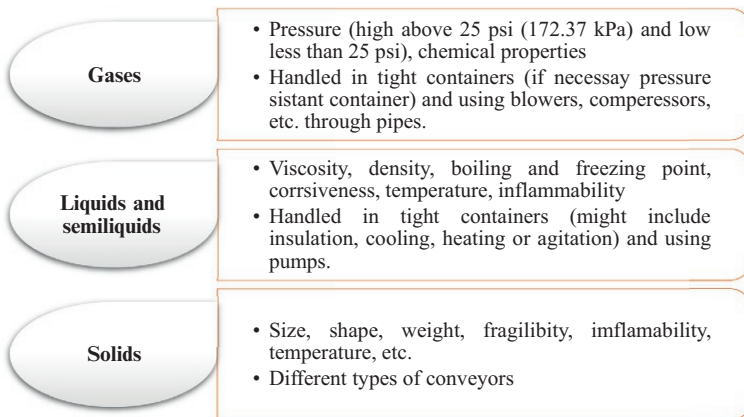 Gases
• Pressure (high above 25 psi (172.37 kPa) and low
less than 25 psi), chemical properties
• Handled in tight containers (if necessay pressure
sistant container) and using blowers, comperessors,
etc. through pipes.
Liquids and
semiliquids
• Viscosity, density, boiling and freezing point,
corrsiveness, temperature, inflammability
• Handled in tight containers (might include
insulation, cooling, heating or agitation) and using
pumps.
Solids
• Size, shape, weight, fragilibity, imflamability,
temperature, etc.
• Different types of conveyors